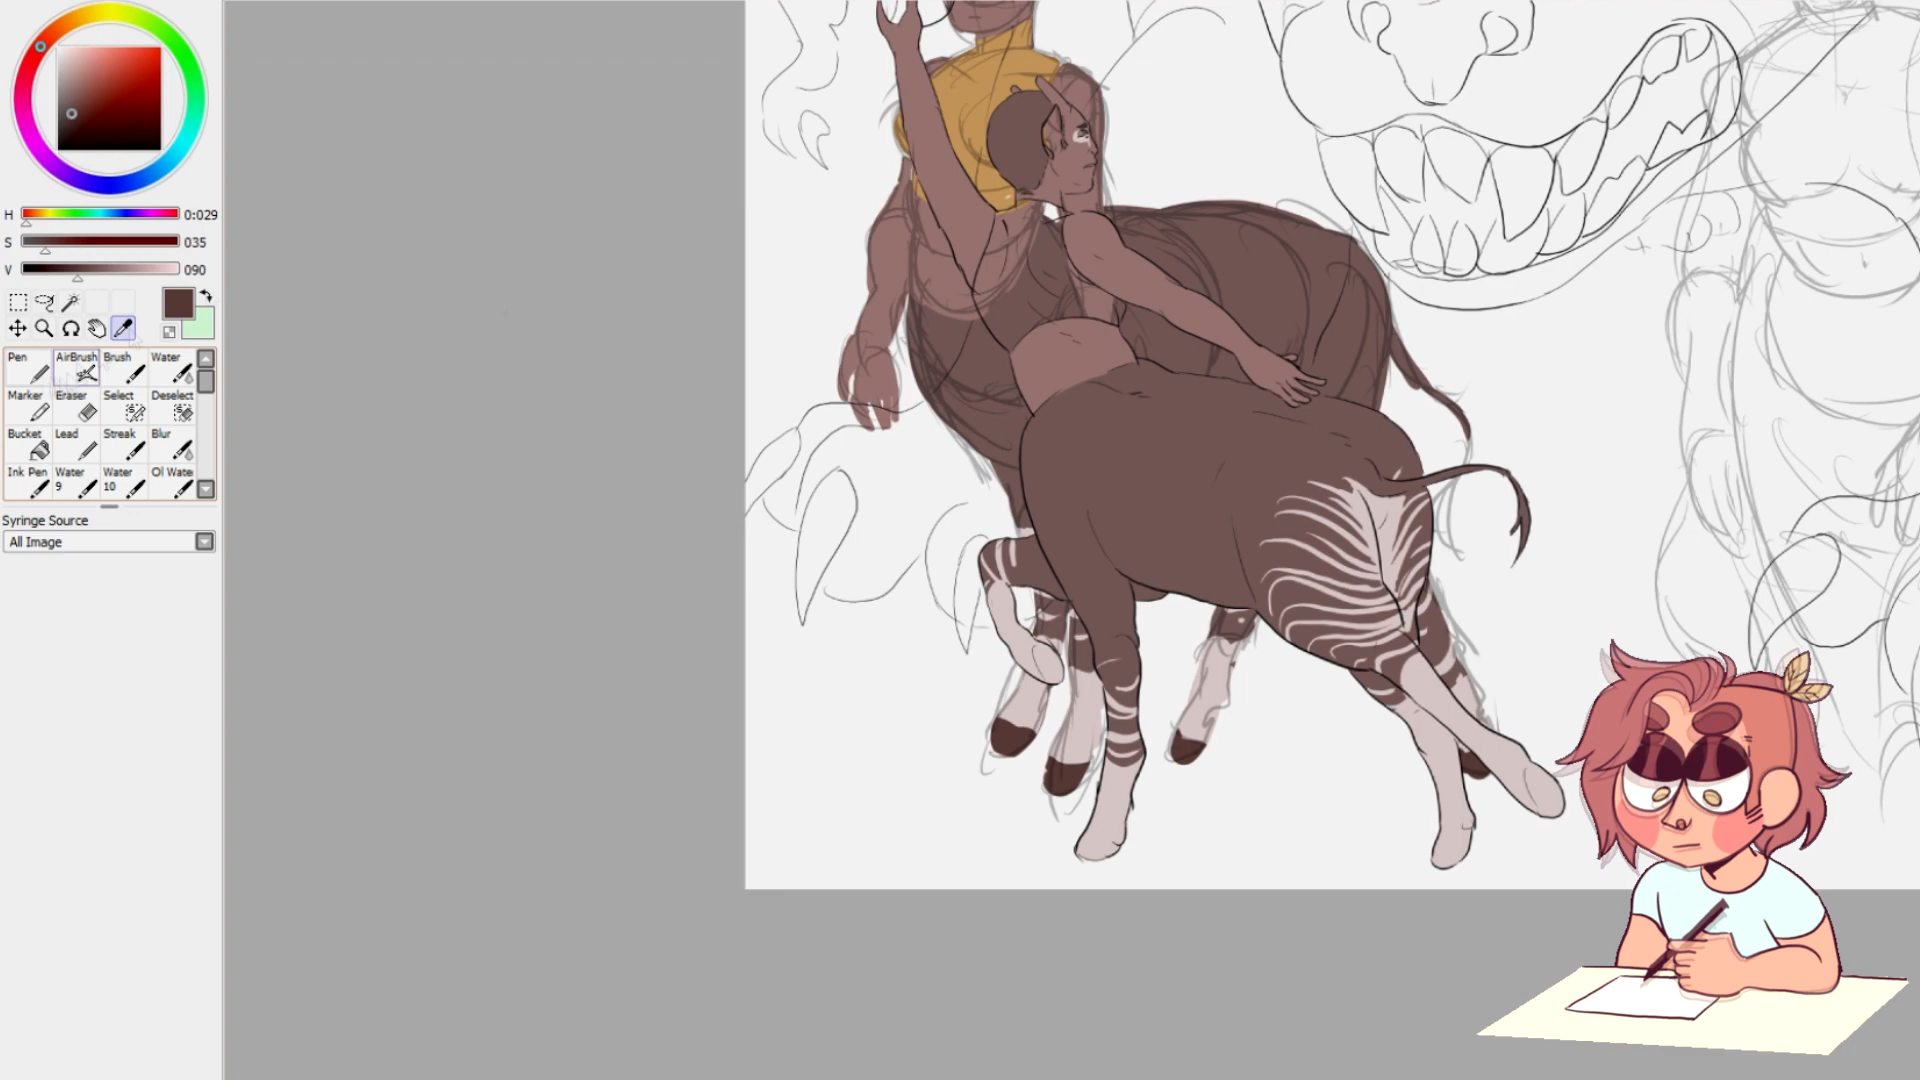 H 0:029
S 035
V 090
Pen AirBrush Brush Water
Marker Eraser Select Deselect
Bucket Lead Streak Blur
Ink Pen Water Water Ol Wate
9 10
Syringe Source
All Image